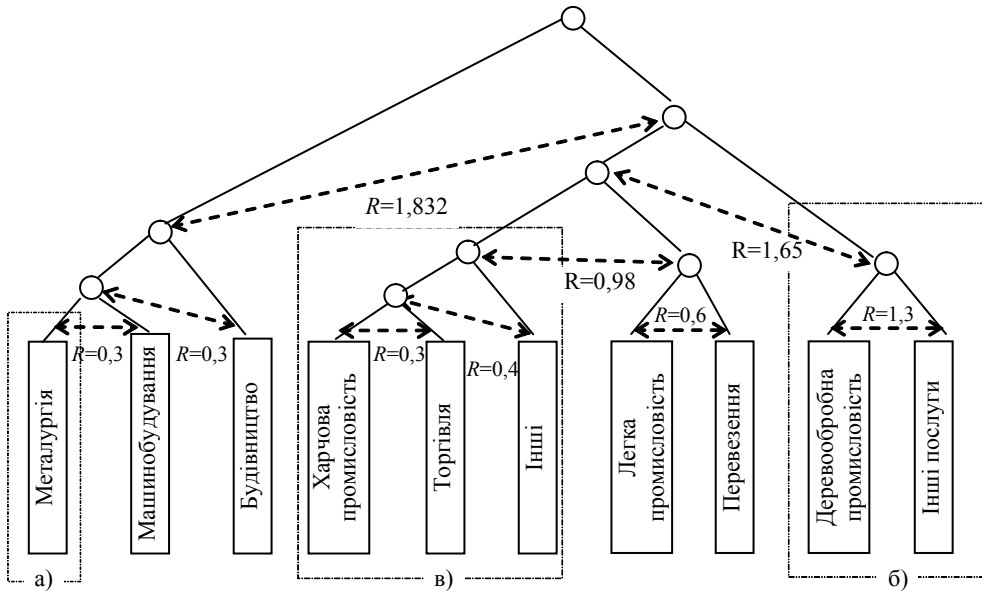 R=1,832
R=1,65
R=0,98
R=0,3
R=0,3
R=0,3
R=0,4
R=0,6
R=1,3
Металургія
Машинобудування
Будівництво
Харчова
промисловість
Торгівля
Інші
Легка
промисловість
Перевезення
Деревообробна
промисловість
Інші послуги
а)
в)
б)